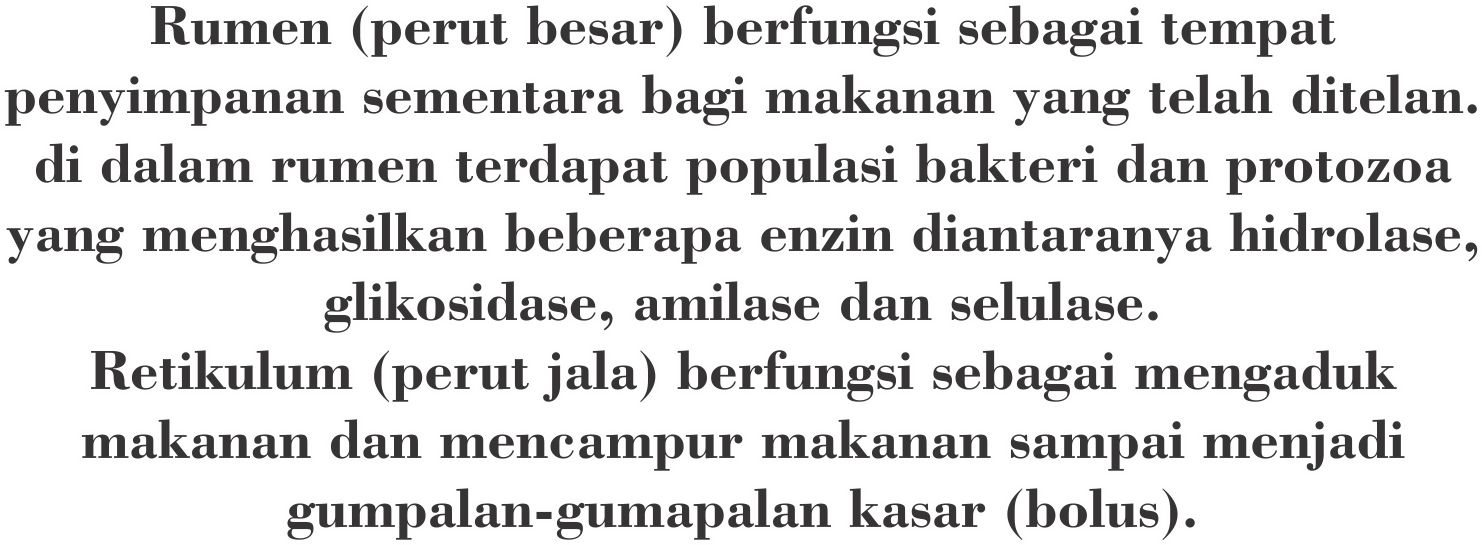 Rumen (perut besar) berfungsi sebagai tempat
penyimpanan sementara bagi makanan yang telah ditelan.
di dalam rumen terdapat populasi bakteri dan protozoa
yang menghasilkan beberapa enzin diantaranya hidrolase,
glikosidase, amilase dan selulase.
Retikulum (perut jala) berfungsi sebagai mengaduk
makanan dan mencampur makanan sampai menjadi
gumpalan-gumapalan kasar (bolus).